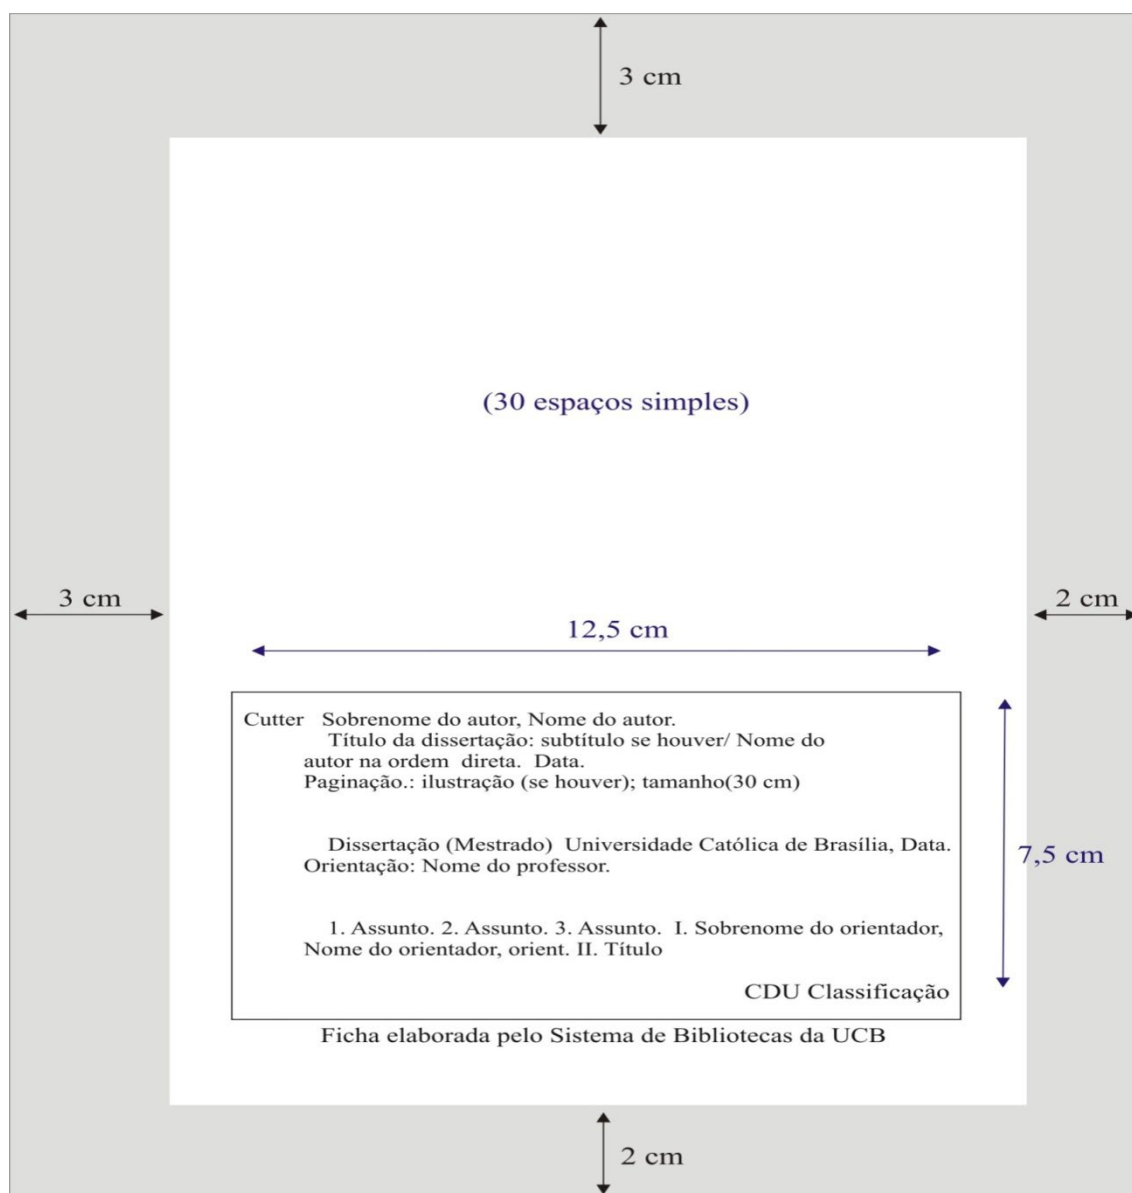 3 cm
(30 espaços simples)
3 cm
2 cm
12,5 cm
Cutter Sobrenome do autor, Nome do autor.
Título da dissertação: subtítulo se houver/ Nome do
autor na ordem direta. Data.
Paginação.: ilustração (se houver); tamanho(30 cm)
Dissertação (Mestrado) Universidade Católica de Brasília, Data.
Orientação: Nome do professor.
7,5 cm
1. Assunto. 2. Assunto. 3. Assunto. I. Sobrenome do orientador,
Nome do orientador, orient. II. Título
CDU Classificação
Ficha elaborada pelo Sistema de Bibliotecas da UCB
2 cm